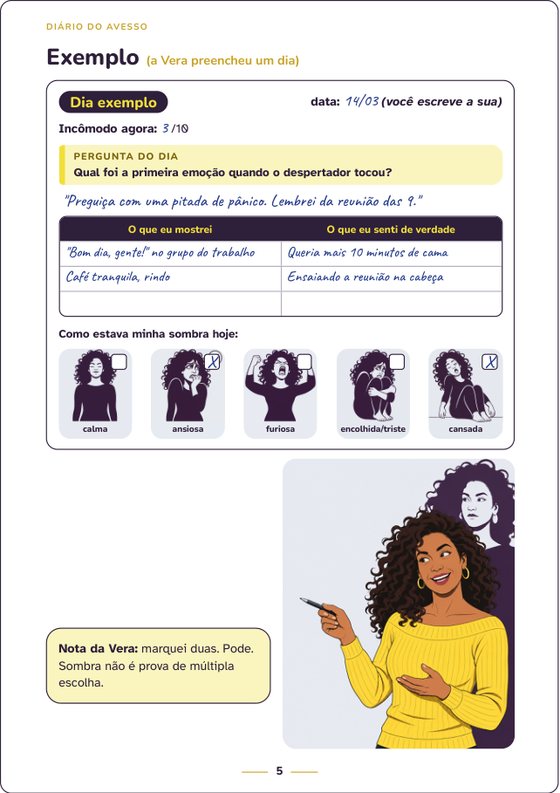 DIÁRIO DO AVESSO
Exemplo (a Vera preencheu um dia)
Dia exemplo
data: 14/03 (você escreve a sua)
Incômodo agora: 3 /10
PERGUNTA DO DIA
Qual foi a primeira emoção quando o despertador tocou?
"Preguiça com uma pitada de pânico. Lembrei da reunião das 9."
O que eu mostrei
O que eu senti de verdade
"Bom dia, gente!" no grupo do trabalho
Queria mais 10 minutos de cama
Café tranquila, rindo
Ensaiando a reunião na cabeça
Como estava minha sombra hoje:
X
X
calma
ansiosa
furiosa
encolhida/triste
cansada
Nota da Vera: marquei duas. Pode.
Sombra não é prova de múltipla
escolha.
5